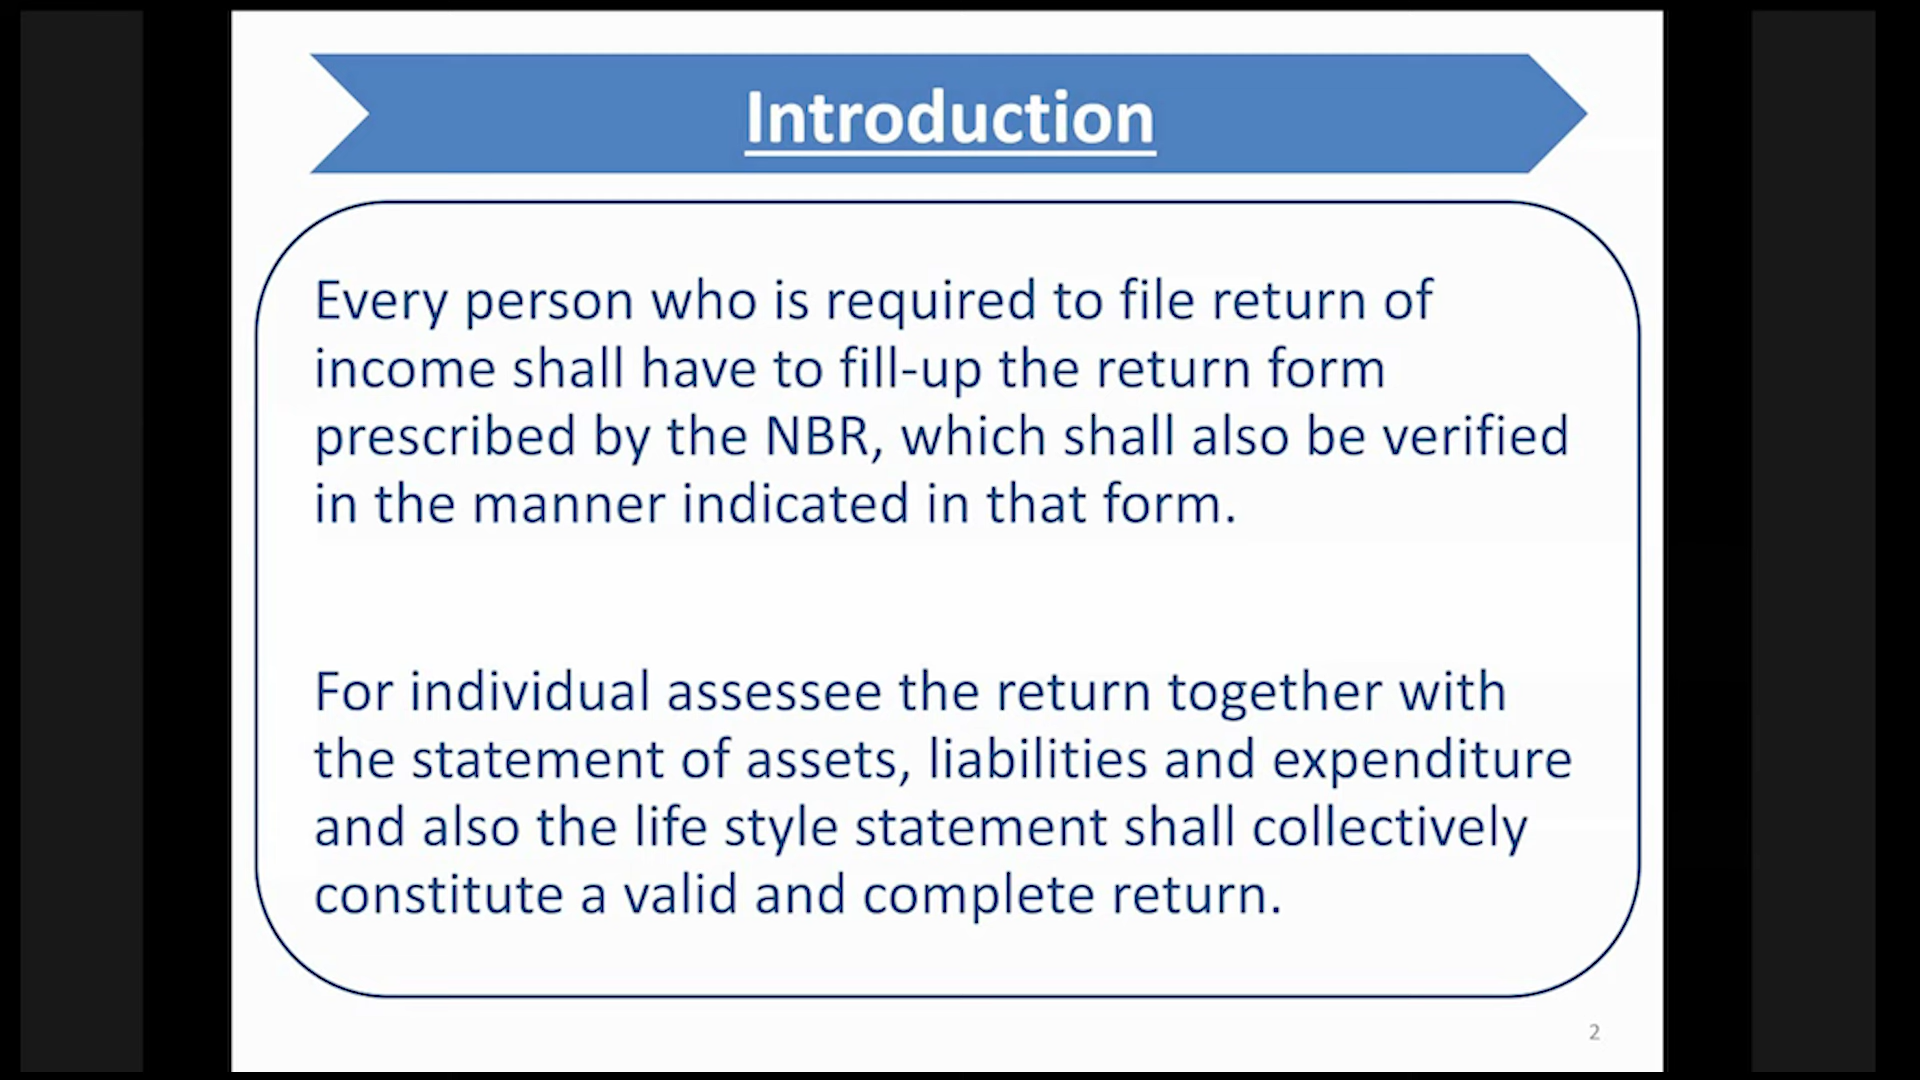 Introduction
Every person who is required to file return of
income shall have to fill-up the return form
prescribed by the NBR, which shall also be verified
in the manner indicated in that form.
For individual assessee the return together with
the statement of assets, liabilities and expenditure
and also the life style statement shall collectively
constitute a valid and complete return.
2